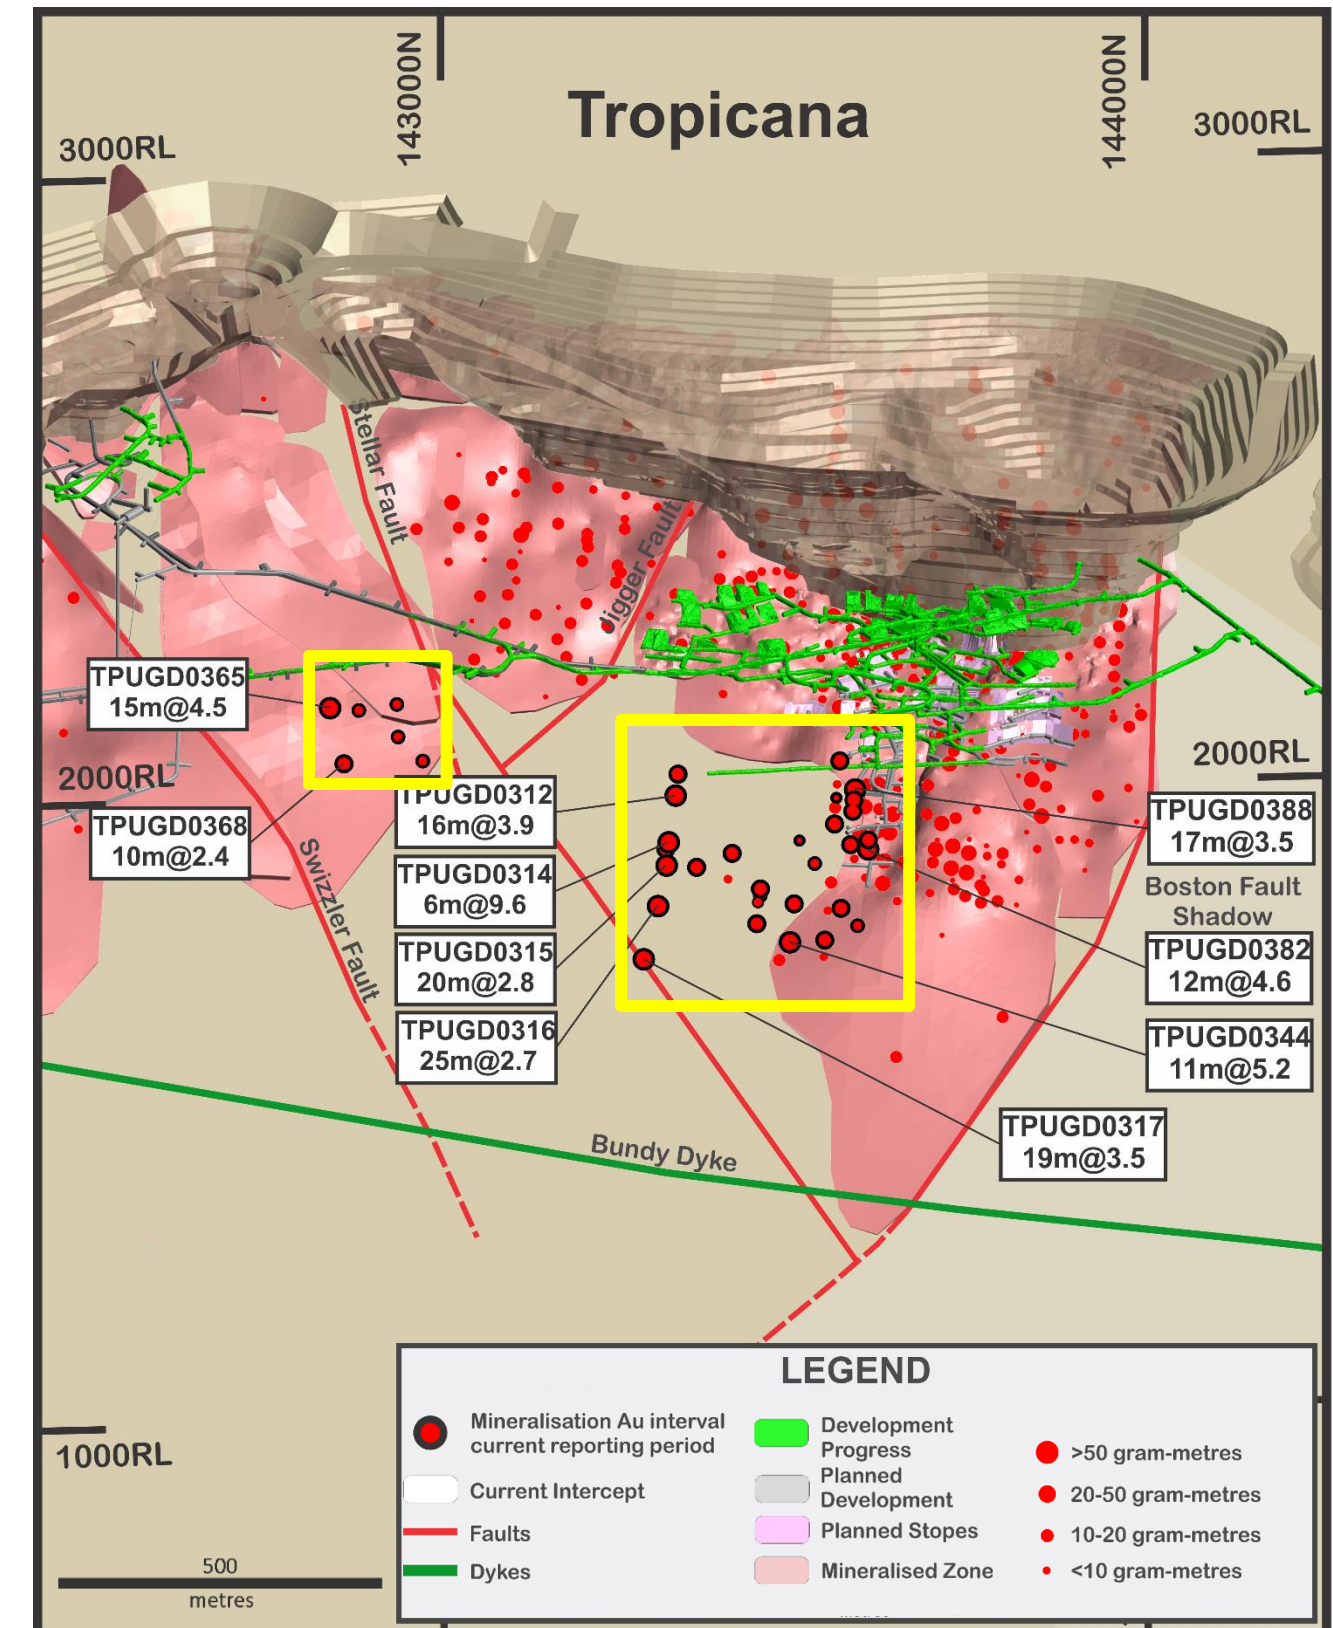 143000N
144000N
Tropicana
3000RL
3000RL
Stellar Fault
Jigger Fault
TPUGD0365
15m@4.5
2000RL
2000RL
TPUGD0312
16m@3.9
TPUGD0388
17m@3.5
TPUGD0368
10m@2.4
Swizzler Fault
TPUGD0314
6m@9.6
Boston Fault
Shadow
TPUGD0315
20m@2.8
TPUGD0382
12m@4.6
TPUGD0316
25m@2.7
TPUGD0344
11m@5.2
TPUGD0317
19m@3.5
Bundy Dyke
1000RL
LEGEND
Mineralisation Au interval
current reporting period
Current Intercept
Faults
Dykes
Development
Progress
Planned
Development
Planned Stopes
Mineralised Zone
>50 gram-metres
20-50 gram-metres
10-20 gram-metres
<10 gram-metres
500
metres